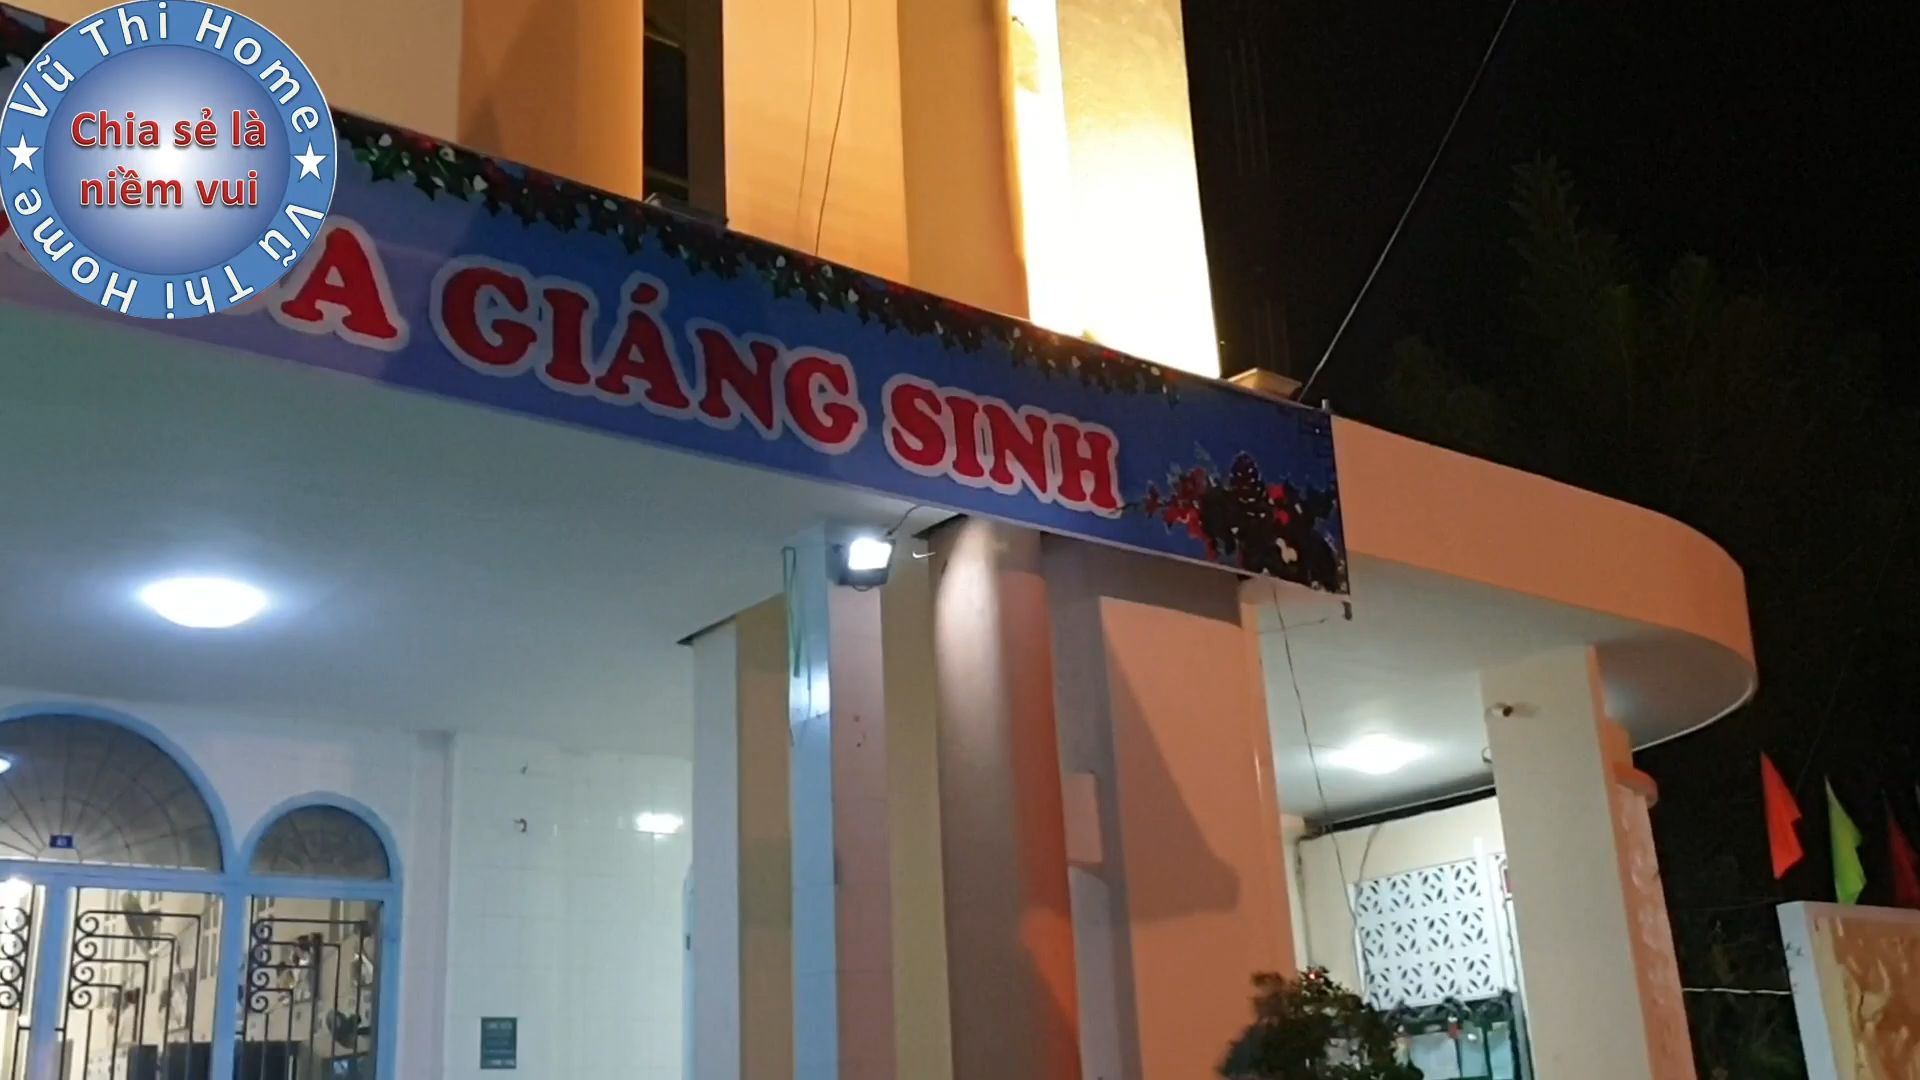 Vũ Thi Home
Chia sẻ là
niềm vui
Vũ Thi Home
GIÁNG SINH